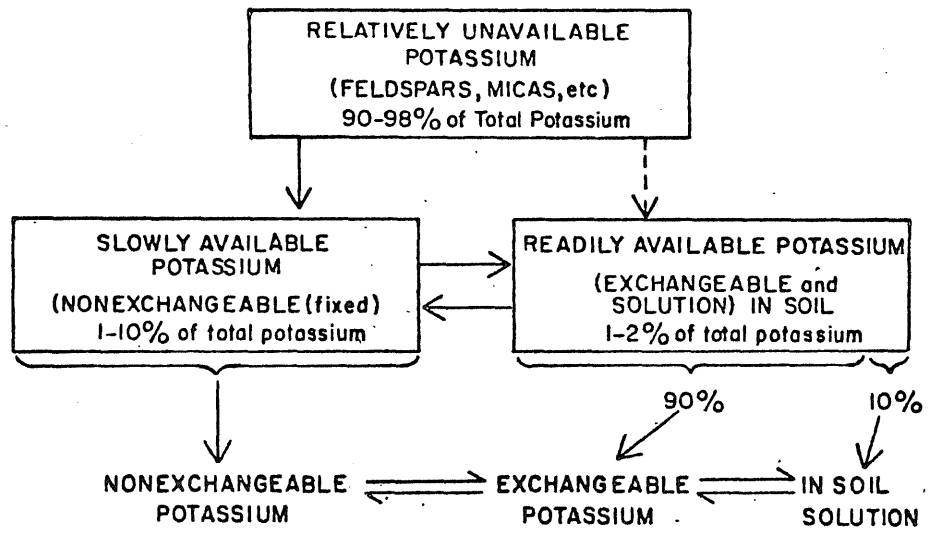 RELATIVELY UNAVAILABLE
POTASSIUM
(FELDSPARS, MICAS, etc)
90-98% of Total Potassium
SLOWLY AVAILABLE
POTASSIUM
(NONEXCHANGEABLE (fixed)
1-10% of total potassium
READILY AVAILABLE POTASSIUM
(EXCHANGEABLE and
SOLUTION) IN SOIL
1-2% of total potassium
90%
10%
NONEXCHANGEABLE
POTASSIUM
EXCHANGEABLE
POTASSIUM
IN SOIL
SOLUTION